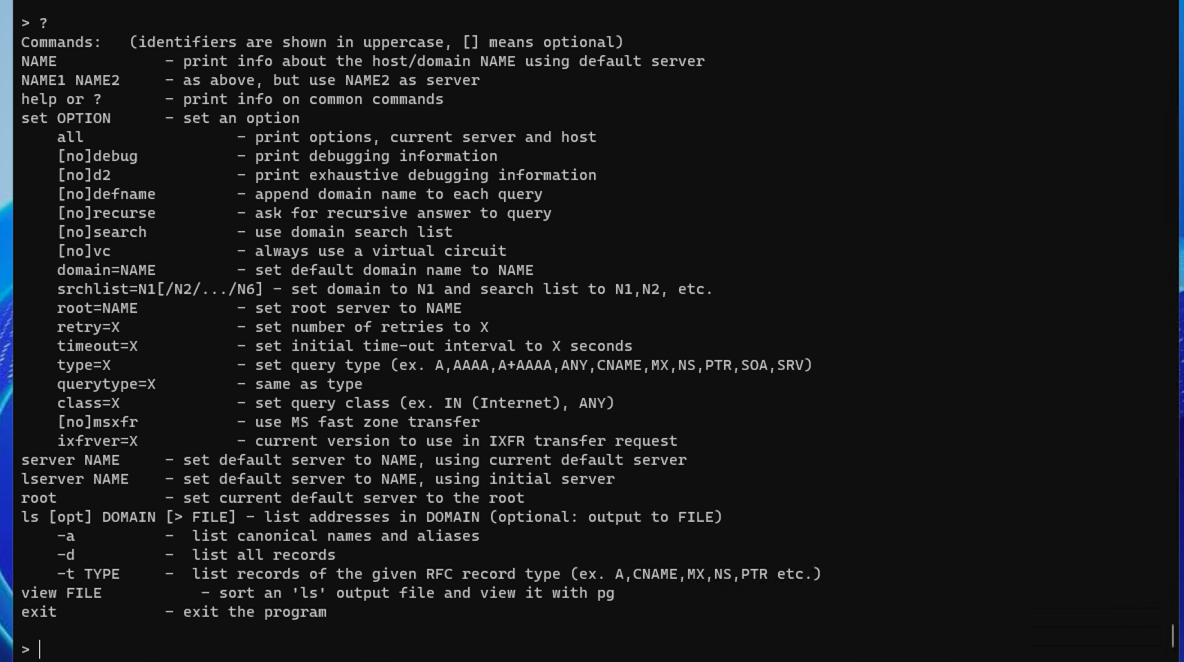 > ?
Commands:   (identifiers are shown in uppercase, [] means optional)
NAME            - print info about the host/domain NAME using default server
NAME1 NAME2     - as above, but use NAME2 as server
help or ?       - print info on common commands
set OPTION      - set an option
    all                 - print options, current server and host
    [no]debug           - print debugging information
    [no]d2              - print exhaustive debugging information
    [no]defname         - append domain name to each query
    [no]recurse         - ask for recursive answer to query
    [no]search          - use domain search list
    [no]vc              - always use a virtual circuit
    domain=NAME         - set default domain name to NAME
    srchlist=N1[/N2/.../N6] - set domain to N1 and search list to N1,N2, etc.
    root=NAME           - set root server to NAME
    retry=X             - set number of retries to X
    timeout=X           - set initial time-out interval to X seconds
    type=X              - set query type (ex. A,AAAA,A+AAAA,ANY,CNAME,MX,NS,PTR,SOA,SRV)
    querytype=X         - same as type
    class=X             - set query class (ex. IN (Internet), ANY)
    [no]msxfr           - use MS fast zone transfer
    ixfrver=X           - current version to use in IXFR transfer request
server NAME     - set default server to NAME, using current default server
lserver NAME    - set default server to NAME, using initial server
root            - set current default server to the root
ls [opt] DOMAIN [> FILE] - list addresses in DOMAIN (optional: output to FILE)
    -a          -  list canonical names and aliases
    -d          -  list all records
    -t TYPE     -  list records of the given RFC record type (ex. A,CNAME,MX,NS,PTR etc.)
view FILE           - sort an 'ls' output file and view it with pg
exit            - exit the program
>